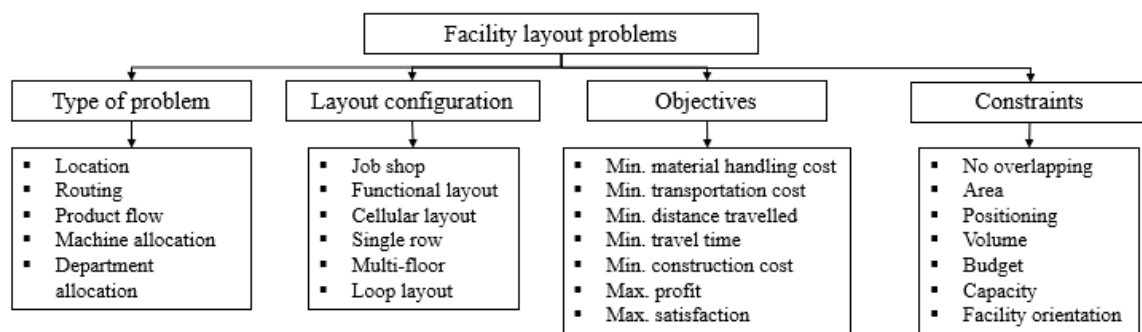 Facility layout problems
Type of problem
Layout configuration
Objectives
Constraints
▪ Location
▪ Routing
▪ Product flow
▪ Machine allocation
▪ Department
allocation
▪ Job shop
▪ Functional layout
▪ Cellular layout
▪ Single row
▪ Multi-floor
▪ Loop layout
▪ Min. material handling cost
▪ Min. transportation cost
▪ Min. distance travelled
▪ Min. travel time
▪ Min. construction cost
▪ Max. profit
▪ Max. satisfaction
▪ No overlapping
▪ Area
▪ Positioning
▪ Volume
▪ Budget
▪ Capacity
▪ Facility orientation